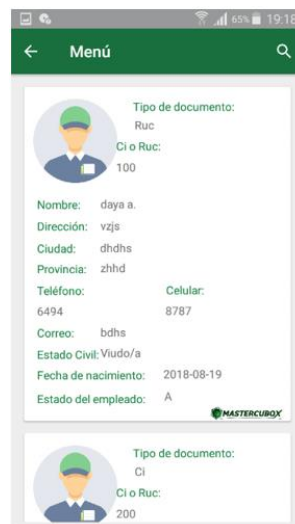 65% 19:18
Menú
Tipo de documento:
Ruc
Ci o Ruc:
100
Nombre: daya a.
Dirección: vzjs
Ciudad: dhdhs
Provincia: zhhd
Teléfono: Celular:
6494 8787
Correo: bdhs
Estado Civil: Viudo/a
Fecha de nacimiento: 2018-08-19
Estado del empleado: A
MASTERCUBOX
Tipo de documento:
Ci
Ci o Ruc:
200